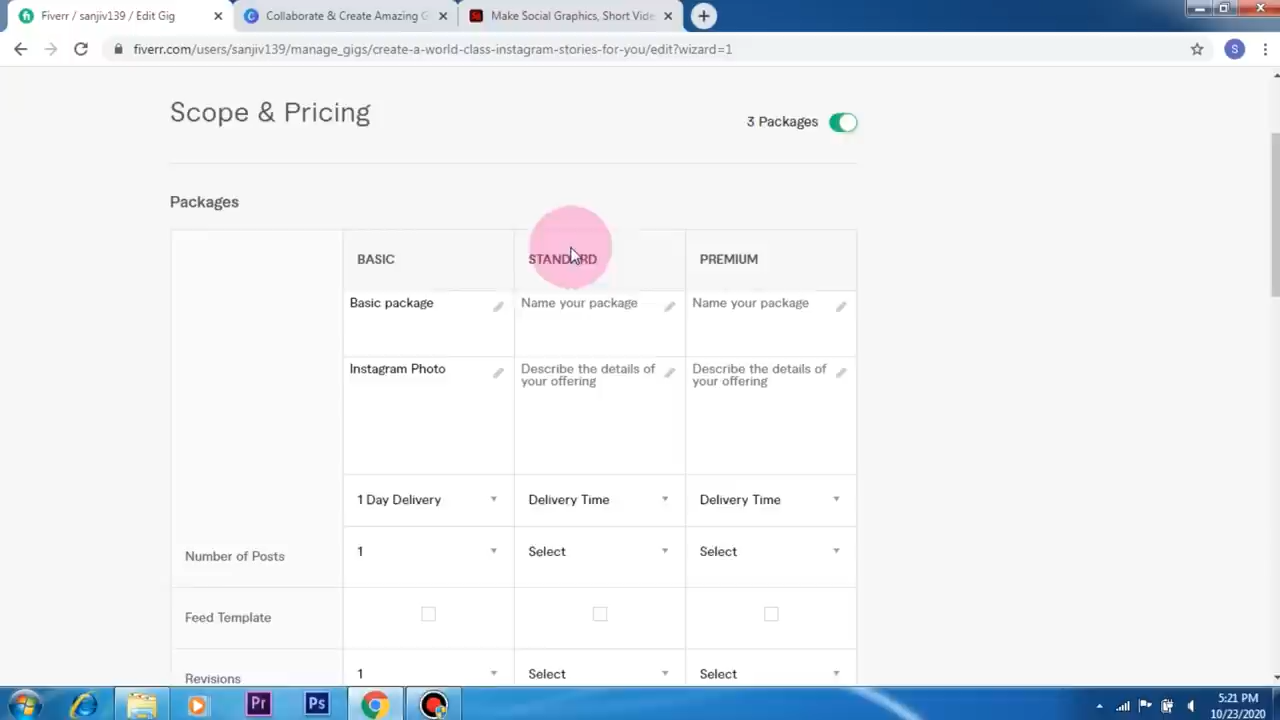 Fiverr / sanjiv139 / Edit Gig
Collaborate & Create Amazing G
Make Social Graphics, Short Vide
fiverr.com/users/sanjiv139/manage_gigs/create-a-world-class-instagram-stories-for-you/edit?wizard=1
S
Scope & Pricing
3 Packages
Packages
BASIC STANDARD PREMIUM
Basic package Name your package Name your package
Instagram Photo Describe the details of Describe the details of
your offering your offering
1 Day Delivery Delivery Time Delivery Time
Number of Posts 1 Select Select
Feed Template
Revisions 1 Select Select
Pr Ps
5:21 PM
10/23/2020